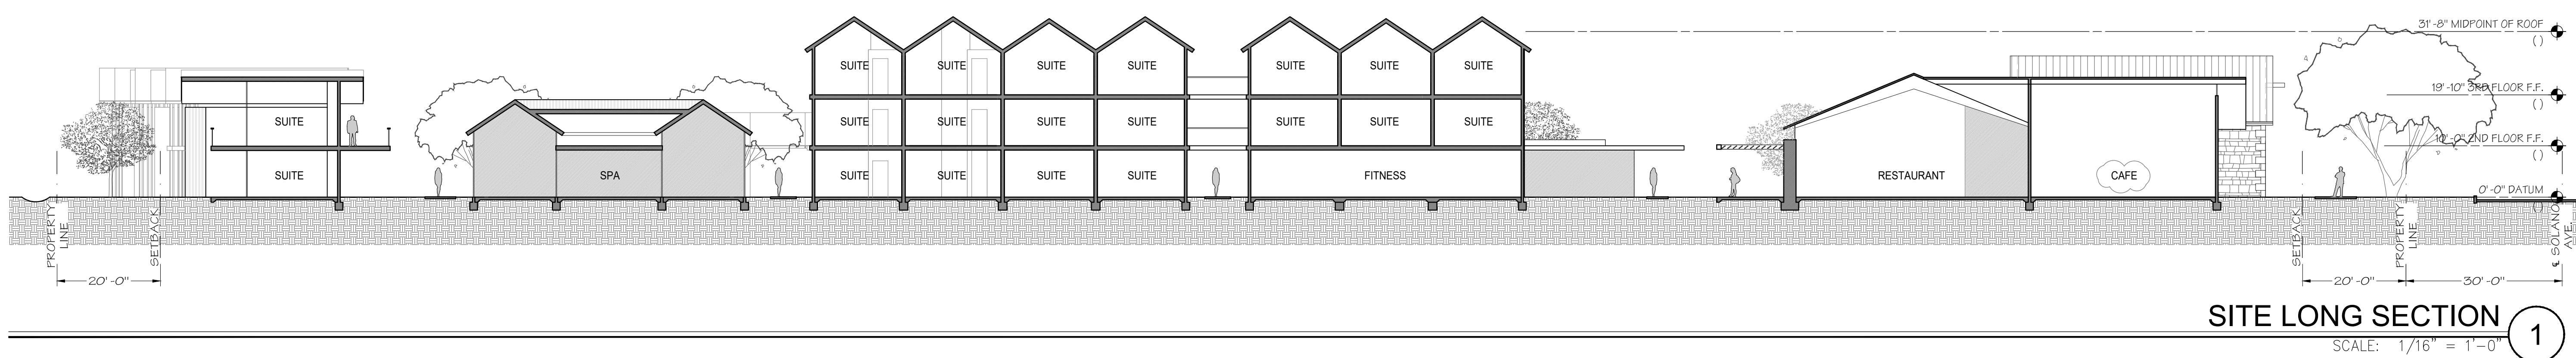 31'-8" MIDPOINT OF ROOF
( )
SUITE SUITE SUITE SUITE SUITE SUITE SUITE
19'-10" 3RD FLOOR F.F.
( )
SUITE SUITE SUITE SUITE SUITE SUITE SUITE SUITE
10'-0" 2ND FLOOR F.F.
( )
SUITE SPA SUITE SUITE SUITE SUITE FITNESS RESTAURANT CAFE
0'-0" DATUM
( )
PROPERTY
LINE
SETBACK
SETBACK
PROPERTY
LINE
℄ SOLANO
AVE.
20'-0"
20'-0"
30'-0"
SITE LONG SECTION
1
SCALE: 1/16" = 1'-0"